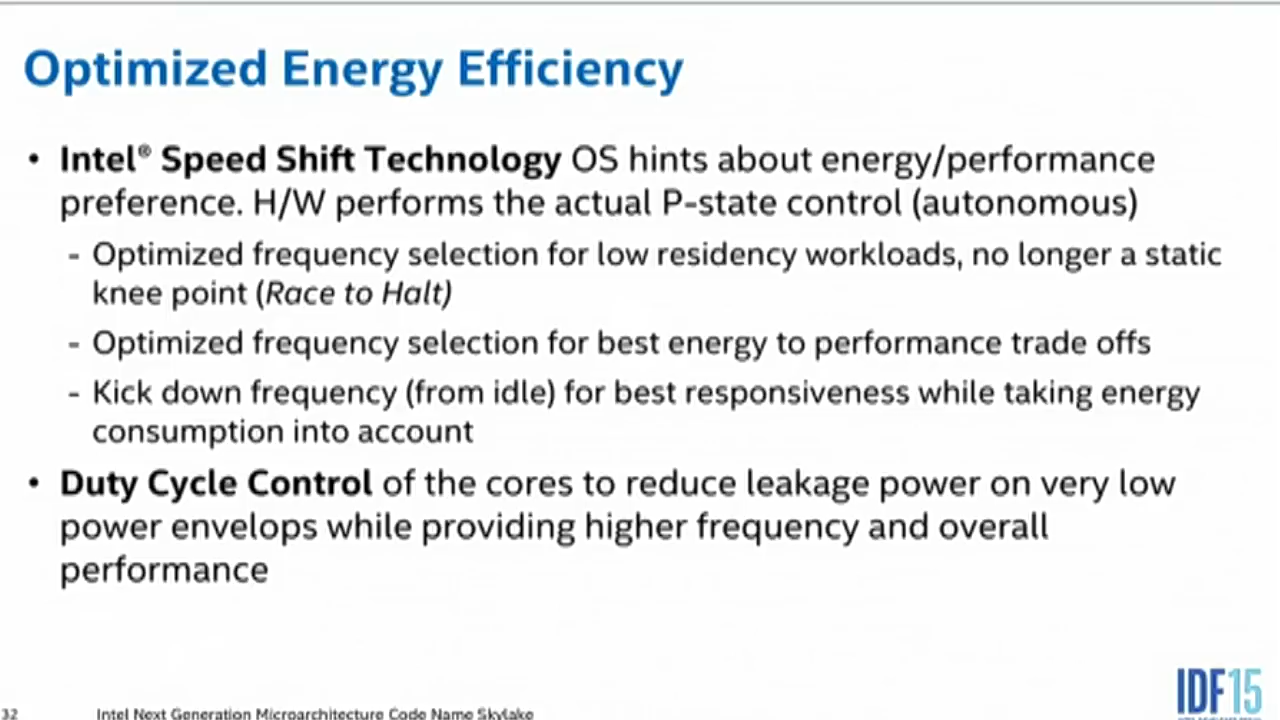 Optimized Energy Efficiency
• Intel® Speed Shift Technology OS hints about energy/performance
preference. H/W performs the actual P-state control (autonomous)
- Optimized frequency selection for low residency workloads, no longer a static
knee point (Race to Halt)
- Optimized frequency selection for best energy to performance trade offs
- Kick down frequency (from idle) for best responsiveness while taking energy
consumption into account
• Duty Cycle Control of the cores to reduce leakage power on very low
power envelops while providing higher frequency and overall
performance
IDF15
32 Intel Next Generation Microarchitecture Code Name Skylake